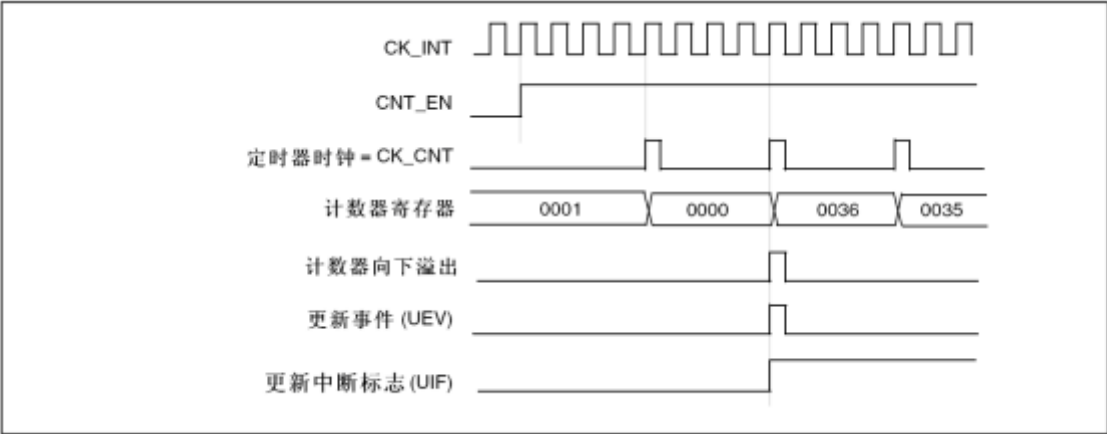 CK_INT
CNT_EN
定时器时钟 = CK_CNT
计数器寄存器 0001 0000 0036 0035
计数器向下溢出
更新事件 (UEV)
更新中断标志 (UIF)